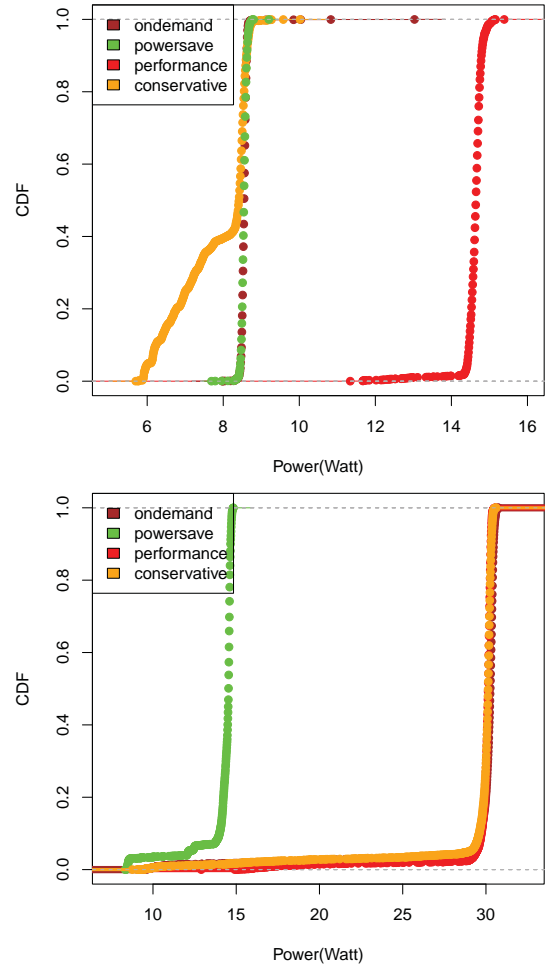 1.0
0.8
0.6
0.4
0.2
0.0
CDF
ondemand
powersave
performance
conservative
6 8 10 12 14 16
Power(Watt)
1.0
0.8
0.6
0.4
0.2
0.0
CDF
ondemand
powersave
performance
conservative
10 15 20 25 30
Power(Watt)